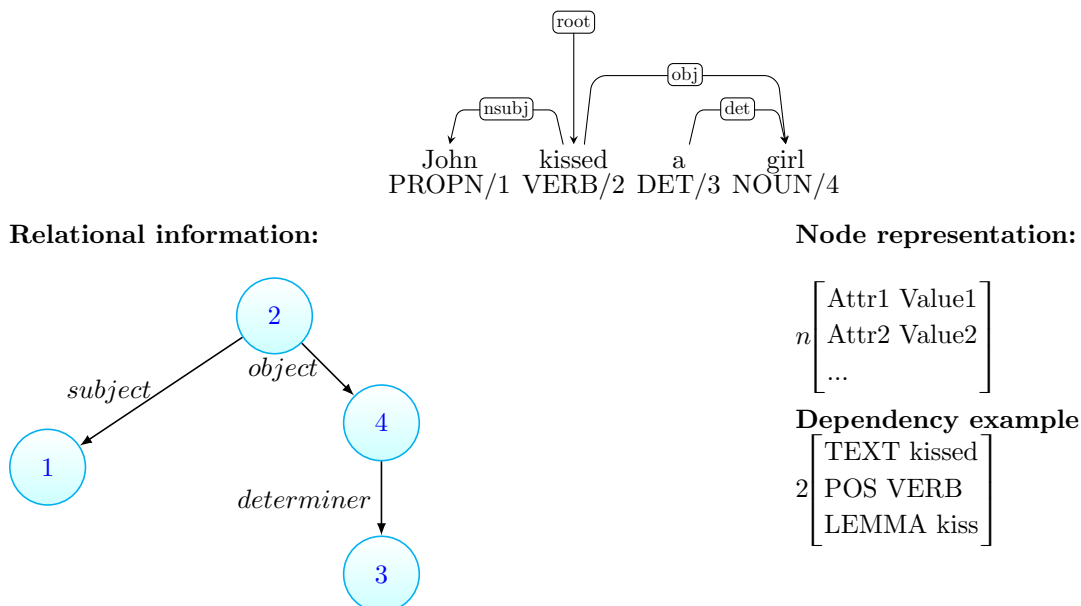 root
obj
nsubj det
John kissed a girl
PROPN/1 VERB/2 DET/3 NOUN/4
Relational information:
2
subject
object
1
4
determiner
3
Node representation:
n
Attr1 Value1
Attr2 Value2
...
Dependency example
2
TEXT kissed
POS VERB
LEMMA kiss